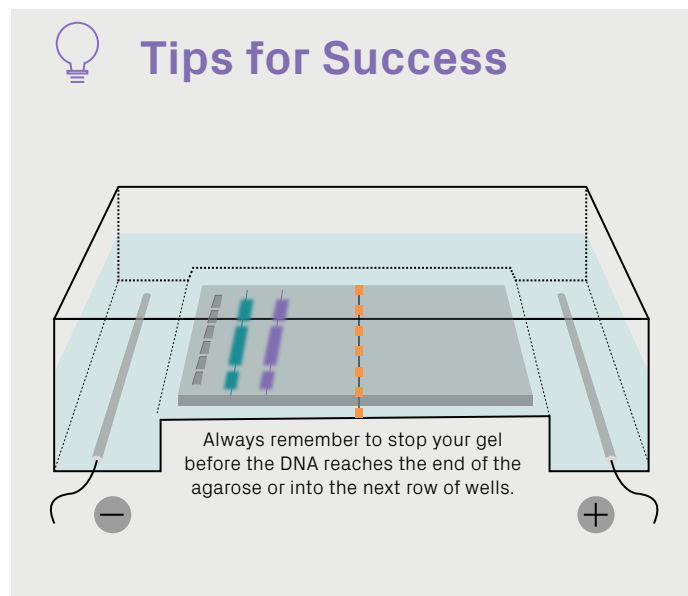 Tips for Success
Always remember to stop your gel
before the DNA reaches the end of the
agarose or into the next row of wells.
− +